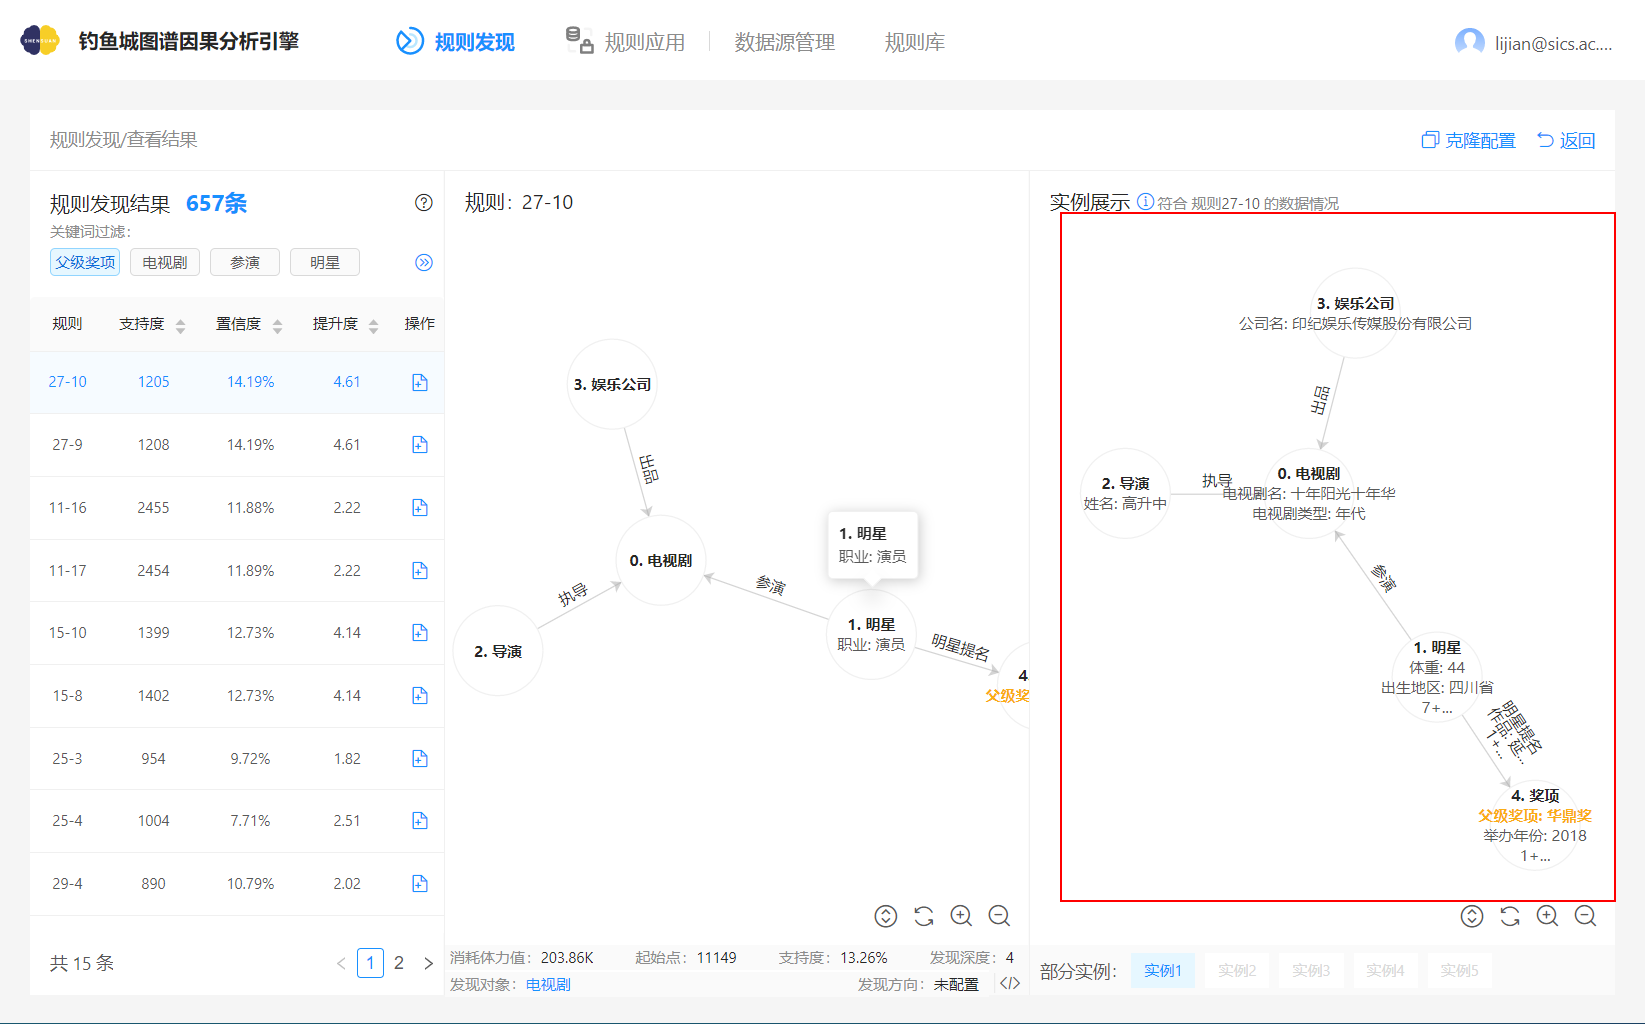 钓鱼城图谱因果分析引擎
规则发现
规则应用
数据源管理
规则库
lijian@sics.ac....
规则发现/查看结果
克隆配置
返回
规则发现结果 657条
关键词过滤:
父级奖项 电视剧 参演 明星
规则 支持度 置信度 提升度 操作
27-10 1205 14.19% 4.61
27-9 1208 14.19% 4.61
11-16 2455 11.88% 2.22
11-17 2454 11.89% 2.22
15-10 1399 12.73% 4.14
15-8 1402 12.73% 4.14
25-3 954 9.72% 1.82
25-4 1004 7.71% 2.51
29-4 890 10.79% 2.02
共 15 条
1 2
规则: 27-10
3. 娱乐公司
出品
0. 电视剧
执导
2. 导演
参演
1. 明星
职业: 演员
1. 明星
职业: 演员
明星提名
4
父级奖
消耗体力值: 203.86K 起始点: 11149 支持度: 13.26% 发现深度: 4
发现对象: 电视剧 发现方向: 未配置 </>
实例展示 符合 规则27-10 的数据情况
3. 娱乐公司
公司名: 印纪娱乐传媒股份有限公司
出品
2. 导演
姓名: 高升中
执导
0. 电视剧
电视剧名: 十年阳光十年华
电视剧类型: 年代
参演
1. 明星
体重: 44
出生地区: 四川省
7+...
明星提名
作品: 延...
1+...
4. 奖项
父级奖项: 华鼎奖
举办年份: 2018
1+...
部分实例: 实例1 实例2 实例3 实例4 实例5